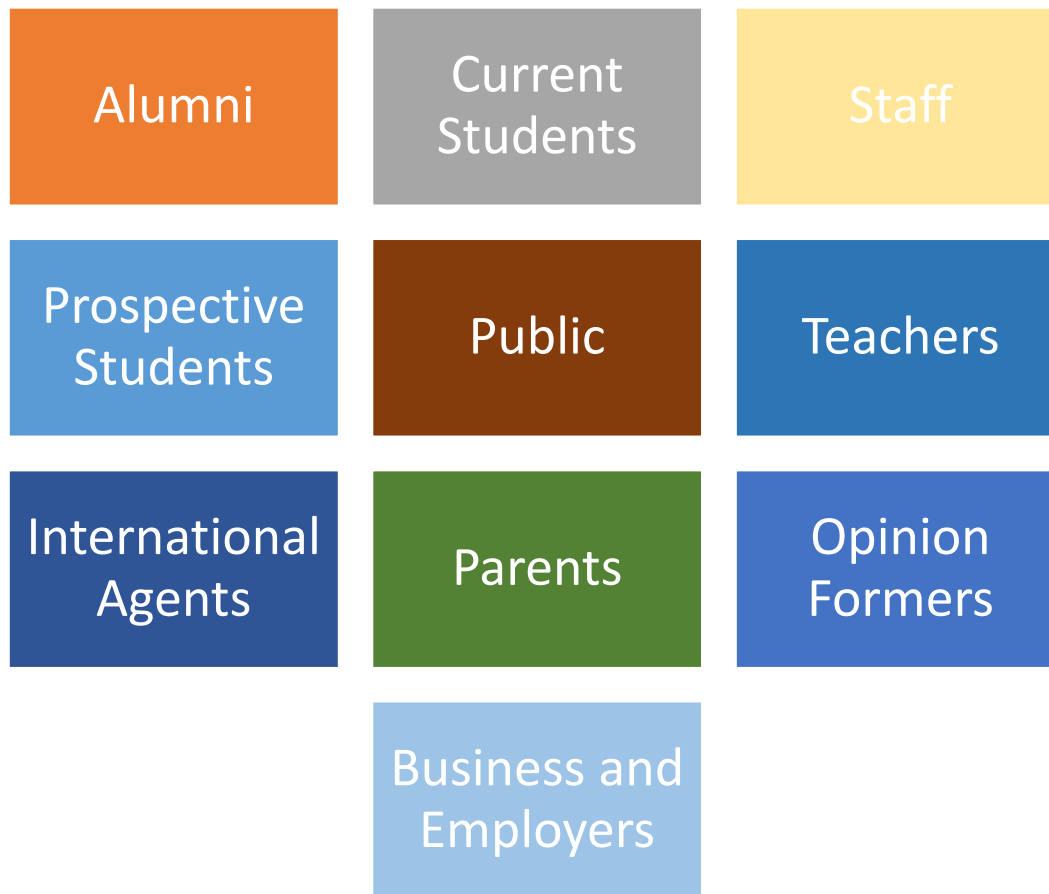 Alumni
Current
Students
Staff
Prospective
Students
Public
Teachers
International
Agents
Parents
Opinion
Formers
Business and
Employers